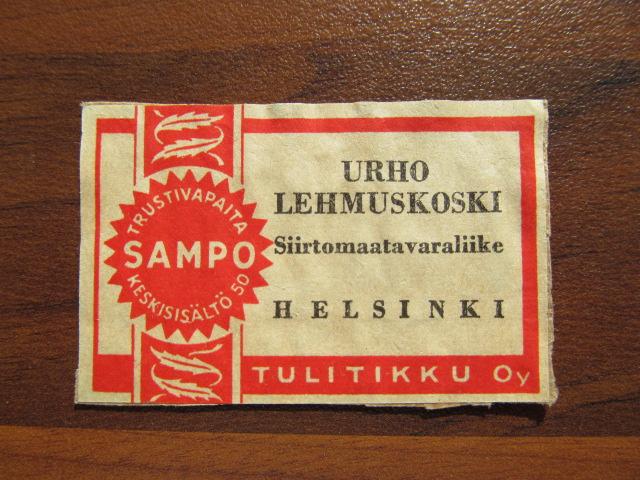 TRUSTIVAPAITA
SAMPO
KESKISISÄLTÖ 50
URHO
LEHMUSKOSKI
Siirtomaatavaraliike
HELSINKI
TULITIKKU Oy